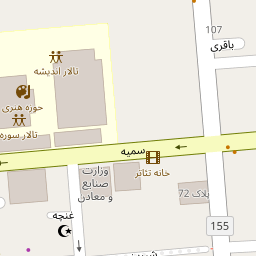 107
باقری
تالار اندیشه
حوزه هنری
تالار سوره
سمیه
خانه تئاتر
وزارت
صنایع
و معادن
پلاک 72
غنچه
155